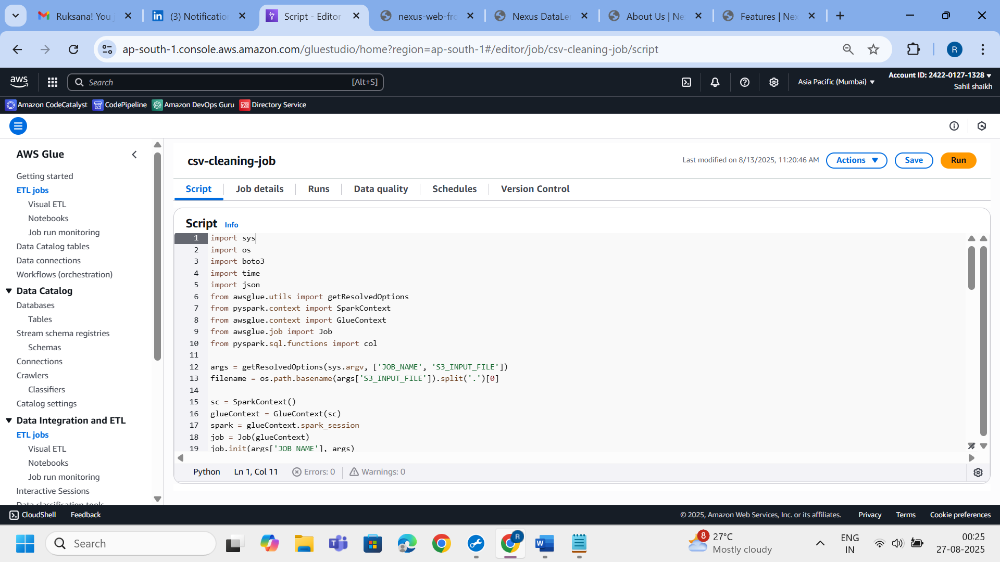 Ruksana! You j
(3) Notification
Script - Editor
nexus-web-fro
Nexus DataLe
About Us | Ne
Features | Nex
ap-south-1.console.aws.amazon.com/gluestudio/home?region=ap-south-1#/editor/job/csv-cleaning-job/script
R
aws
Search
[Alt+S]
Asia Pacific (Mumbai)
Account ID: 2422-0127-1328
Sahil shaikh
Amazon CodeCatalyst
CodePipeline
Amazon DevOps Guru
Directory Service
AWS Glue
Getting started
ETL jobs
Visual ETL
Notebooks
Job run monitoring
Data Catalog tables
Data connections
Workflows (orchestration)
Data Catalog
Databases
Tables
Stream schema registries
Schemas
Connections
Crawlers
Classifiers
Catalog settings
Data Integration and ETL
ETL jobs
Visual ETL
Notebooks
Job run monitoring
Interactive Sessions
Data classification tools
csv-cleaning-job
Last modified on 8/13/2025, 11:20:46 AM
Actions
Save
Run
Script
Job details
Runs
Data quality
Schedules
Version Control
Script Info
1 import sys
2 import os
3 import boto3
4 import time
5 import json
6 from awsglue.utils import getResolvedOptions
7 from pyspark.context import SparkContext
8 from awsglue.context import GlueContext
9 from awsglue.job import Job
10 from pyspark.sql.functions import col
11
12 args = getResolvedOptions(sys.argv, ['JOB_NAME', 'S3_INPUT_FILE'])
13 filename = os.path.basename(args['S3_INPUT_FILE']).split('.')[0]
14
15 sc = SparkContext()
16 glueContext = GlueContext(sc)
17 spark = glueContext.spark_session
18 job = Job(glueContext)
19 job.init(args['JOB_NAME'], args)
Python
Ln 1, Col 11
Errors: 0
Warnings: 0
CloudShell
Feedback
© 2025, Amazon Web Services, Inc. or its affiliates.
Privacy
Terms
Cookie preferences
Search
8
27°C
Mostly cloudy
ENG
IN
00:25
27-08-2025